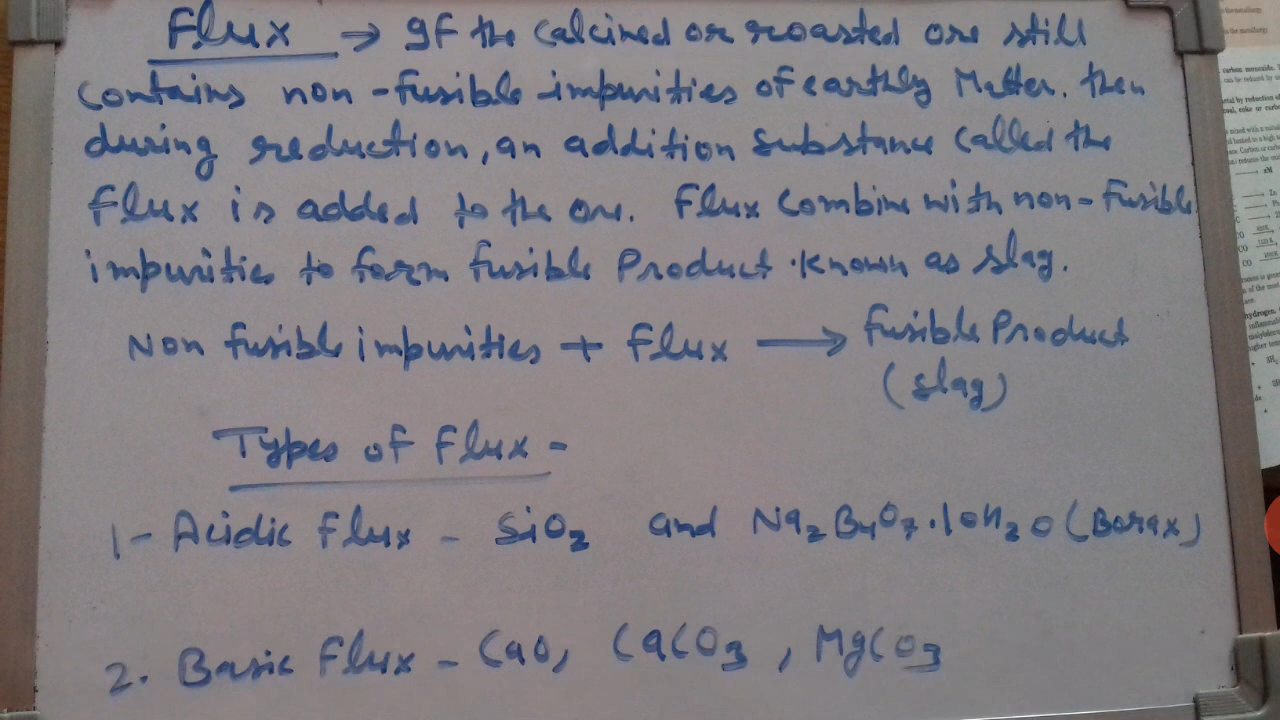 Flux → If the calcined or roasted ore still
contains non-fusible impurities of earthly Matter. then
during reduction, an addition substance called the
flux is added to the ore. Flux combine with non-fusible
impurities to form fusible Product. Known as slag.
Non fusible impurities + Flux ⟶ fusible Product
(slag)
Types of Flux -
1- Acidic Flux - SiO₂ and Na₂B₄O₇.10H₂O (Borax)
2. Basic Flux - CaO, CaCO₃, MgCO₃